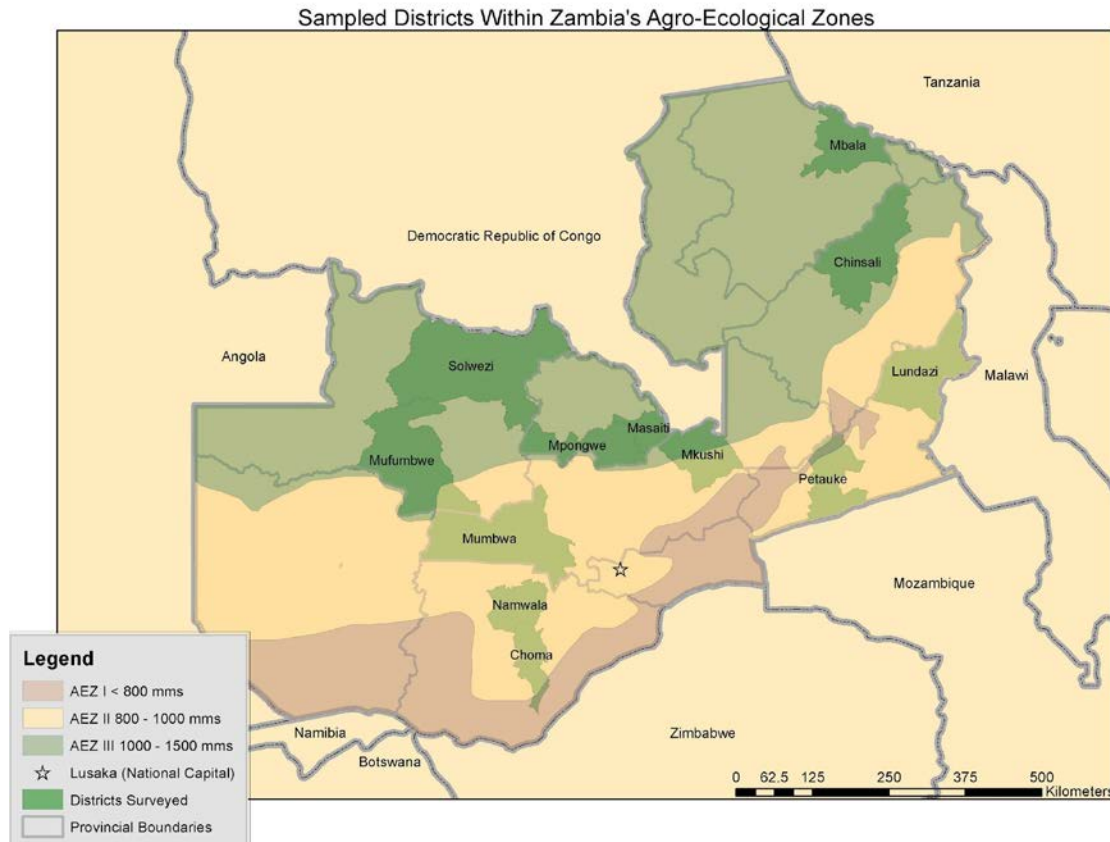 Sampled Districts Within Zambia's Agro-Ecological Zones
Tanzania
Mbala
Democratic Republic of Congo
Chinsali
Angola
Solwezi
Lundazi
Malawi
Masaiti
Mpongwe
Mkushi
Mufumbwe
Petauke
Mumbwa
Mozambique
Namwala
Choma
Namibia
Botswana
Zimbabwe
Legend
AEZ I < 800 mms
AEZ II 800 - 1000 mms
AEZ III 1000 - 1500 mms
Lusaka (National Capital)
Districts Surveyed
Provincial Boundaries
0 62.5 125 250 375 500
Kilometers